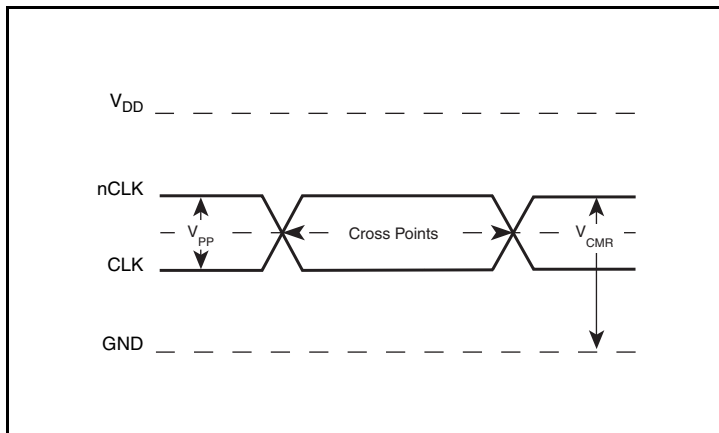 VDD
nCLK
VPP
Cross Points
VCMR
CLK
GND